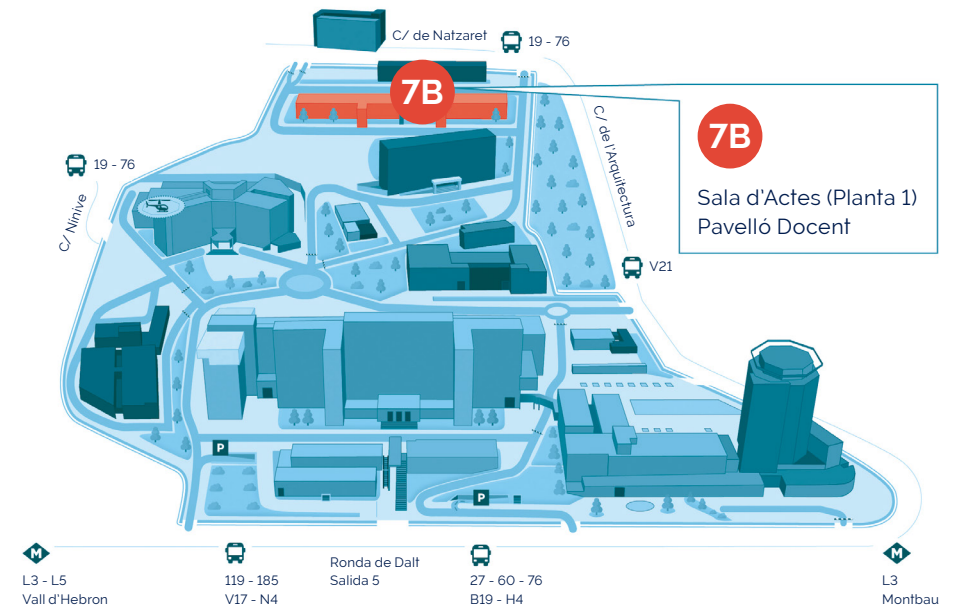 C/ de Natzaret
19 - 76
7B
C/ de l'Arquitectura
7B
Sala d'Actes (Planta 1)
Pavelló Docent
19 - 76
C/ Ninive
V21
P
P
M
L3 - L5
Vall d'Hebron
119 - 185
V17 - N4
Ronda de Dalt
Salida 5
27 - 60 - 76
B19 - H4
M
L3
Montbau